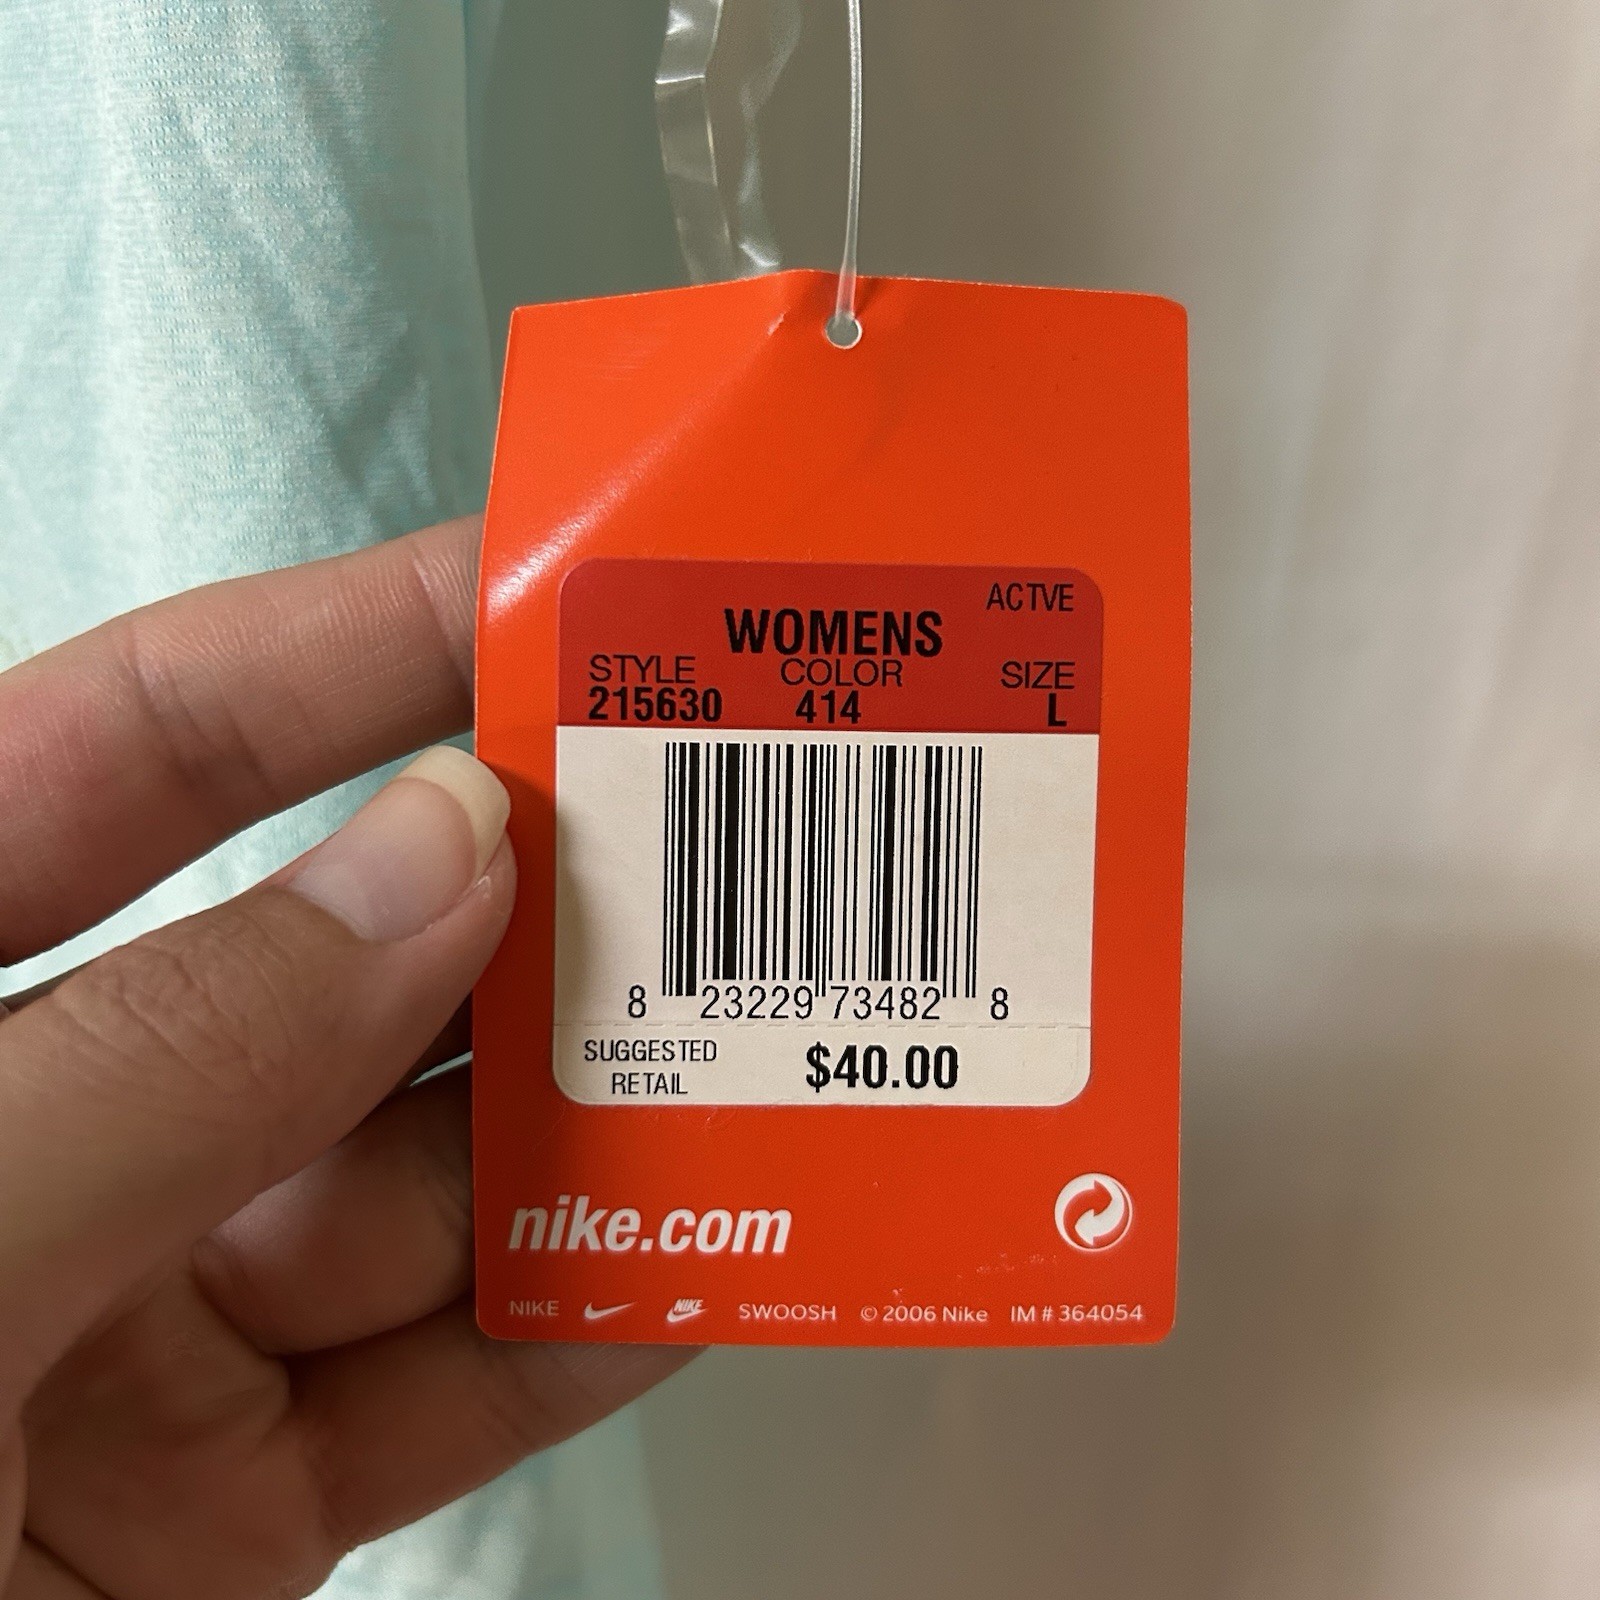 ACTVE
WOMENS
STYLE COLOR SIZE
215630 414 L
8 23229 73482 8
SUGGESTED
RETAIL
$40.00
nike.com
NIKE NIKE SWOOSH © 2006 Nike IM # 364054